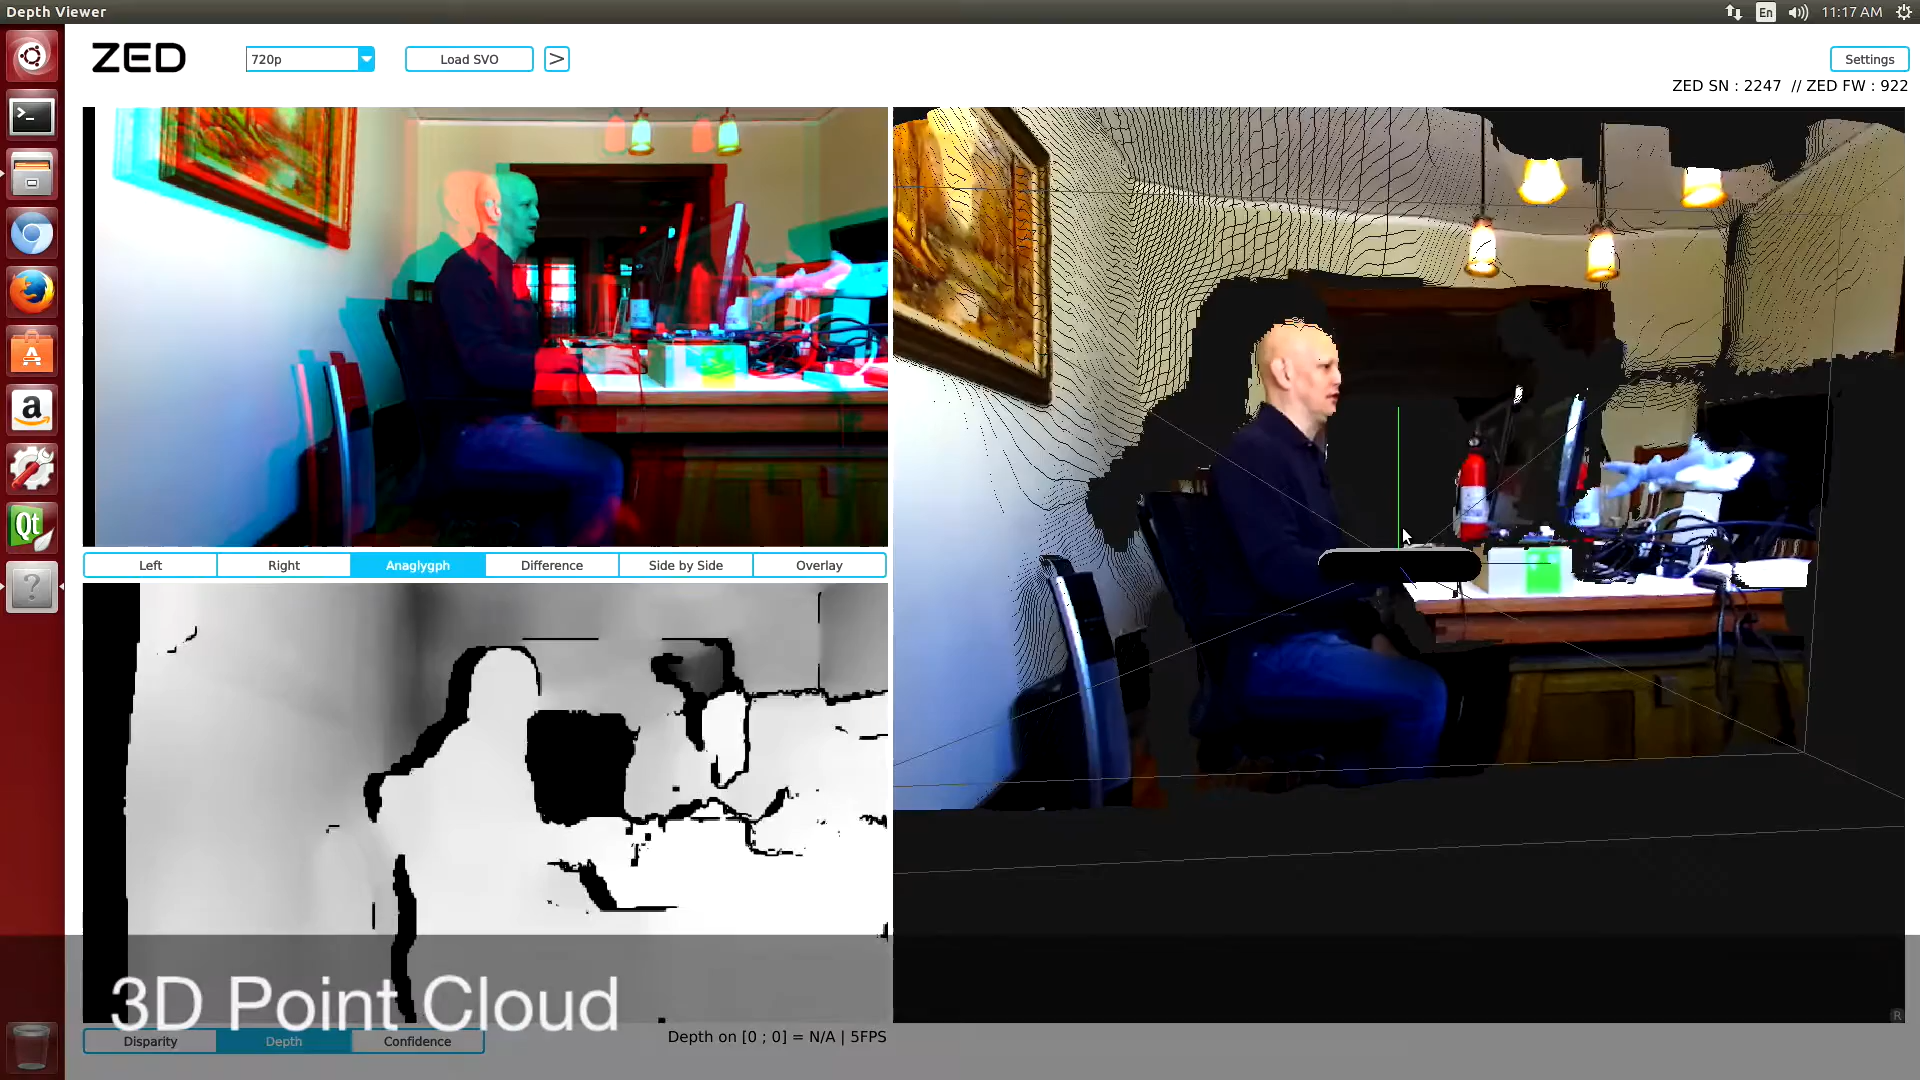 Depth Viewer
En
11:17 AM
ZED
720p
Load SVO
>
Settings
ZED SN : 2247 // ZED FW : 922
Left
Right
Anaglygph
Difference
Side by Side
Overlay
3D Point Cloud
Disparity
Depth
Confidence
Depth on [0 ; 0] = N/A | 5FPS
R
>_
A
a
Qt
?